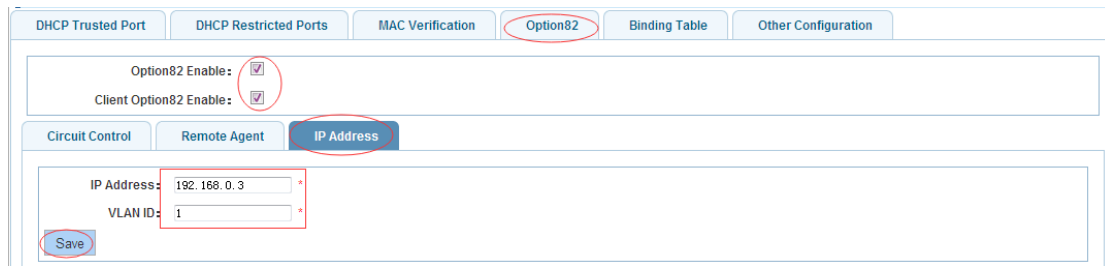 DHCP Trusted Port DHCP Restricted Ports MAC Verification Option82 Binding Table Other Configuration
Option82 Enable:
Client Option82 Enable:
Circuit Control Remote Agent IP Address
IP Address: 192.168.0.3 *
VLAN ID: 1 *
Save